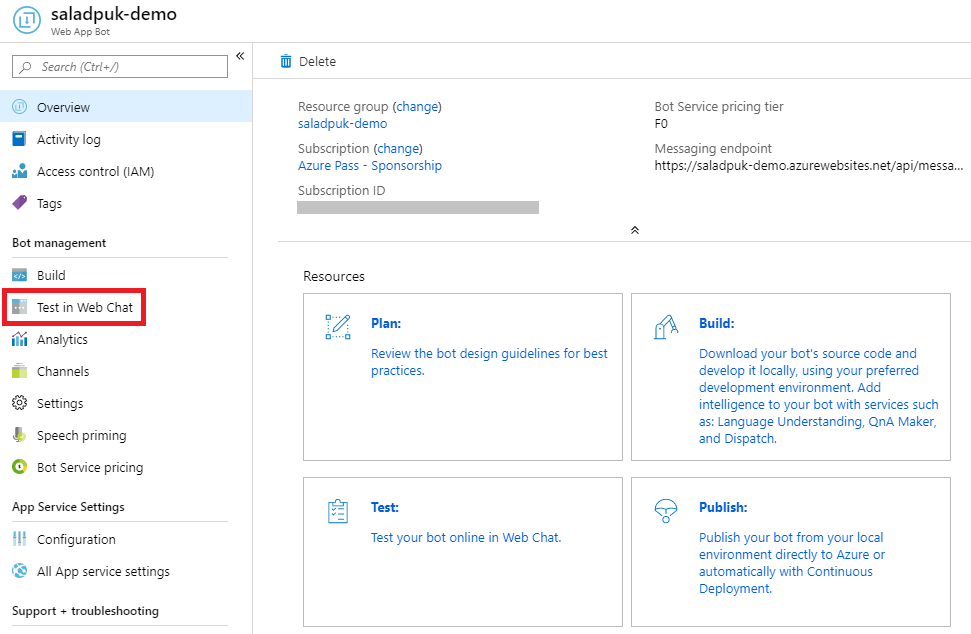 saladpuk-demo
Web App Bot
Search (Ctrl+/)
«
Overview
Activity log
Access control (IAM)
Tags
Bot management
Build
Test in Web Chat
Analytics
Channels
Settings
Speech priming
Bot Service pricing
App Service Settings
Configuration
All App service settings
Support + troubleshooting
Delete
Resource group (change)
saladpuk-demo
Subscription (change)
Azure Pass - Sponsorship
Subscription ID
Bot Service pricing tier
F0
Messaging endpoint
https://saladpuk-demo.azurewebsites.net/api/messa...
Resources
Plan:
Review the bot design guidelines for best
practices.
Build:
Download your bot's source code and
develop it locally, using your preferred
development environment. Add
intelligence to your bot with services such
as: Language Understanding, QnA Maker,
and Dispatch.
Test:
Test your bot online in Web Chat.
Publish:
Publish your bot from your local
environment directly to Azure or
automatically with Continuous
Deployment.